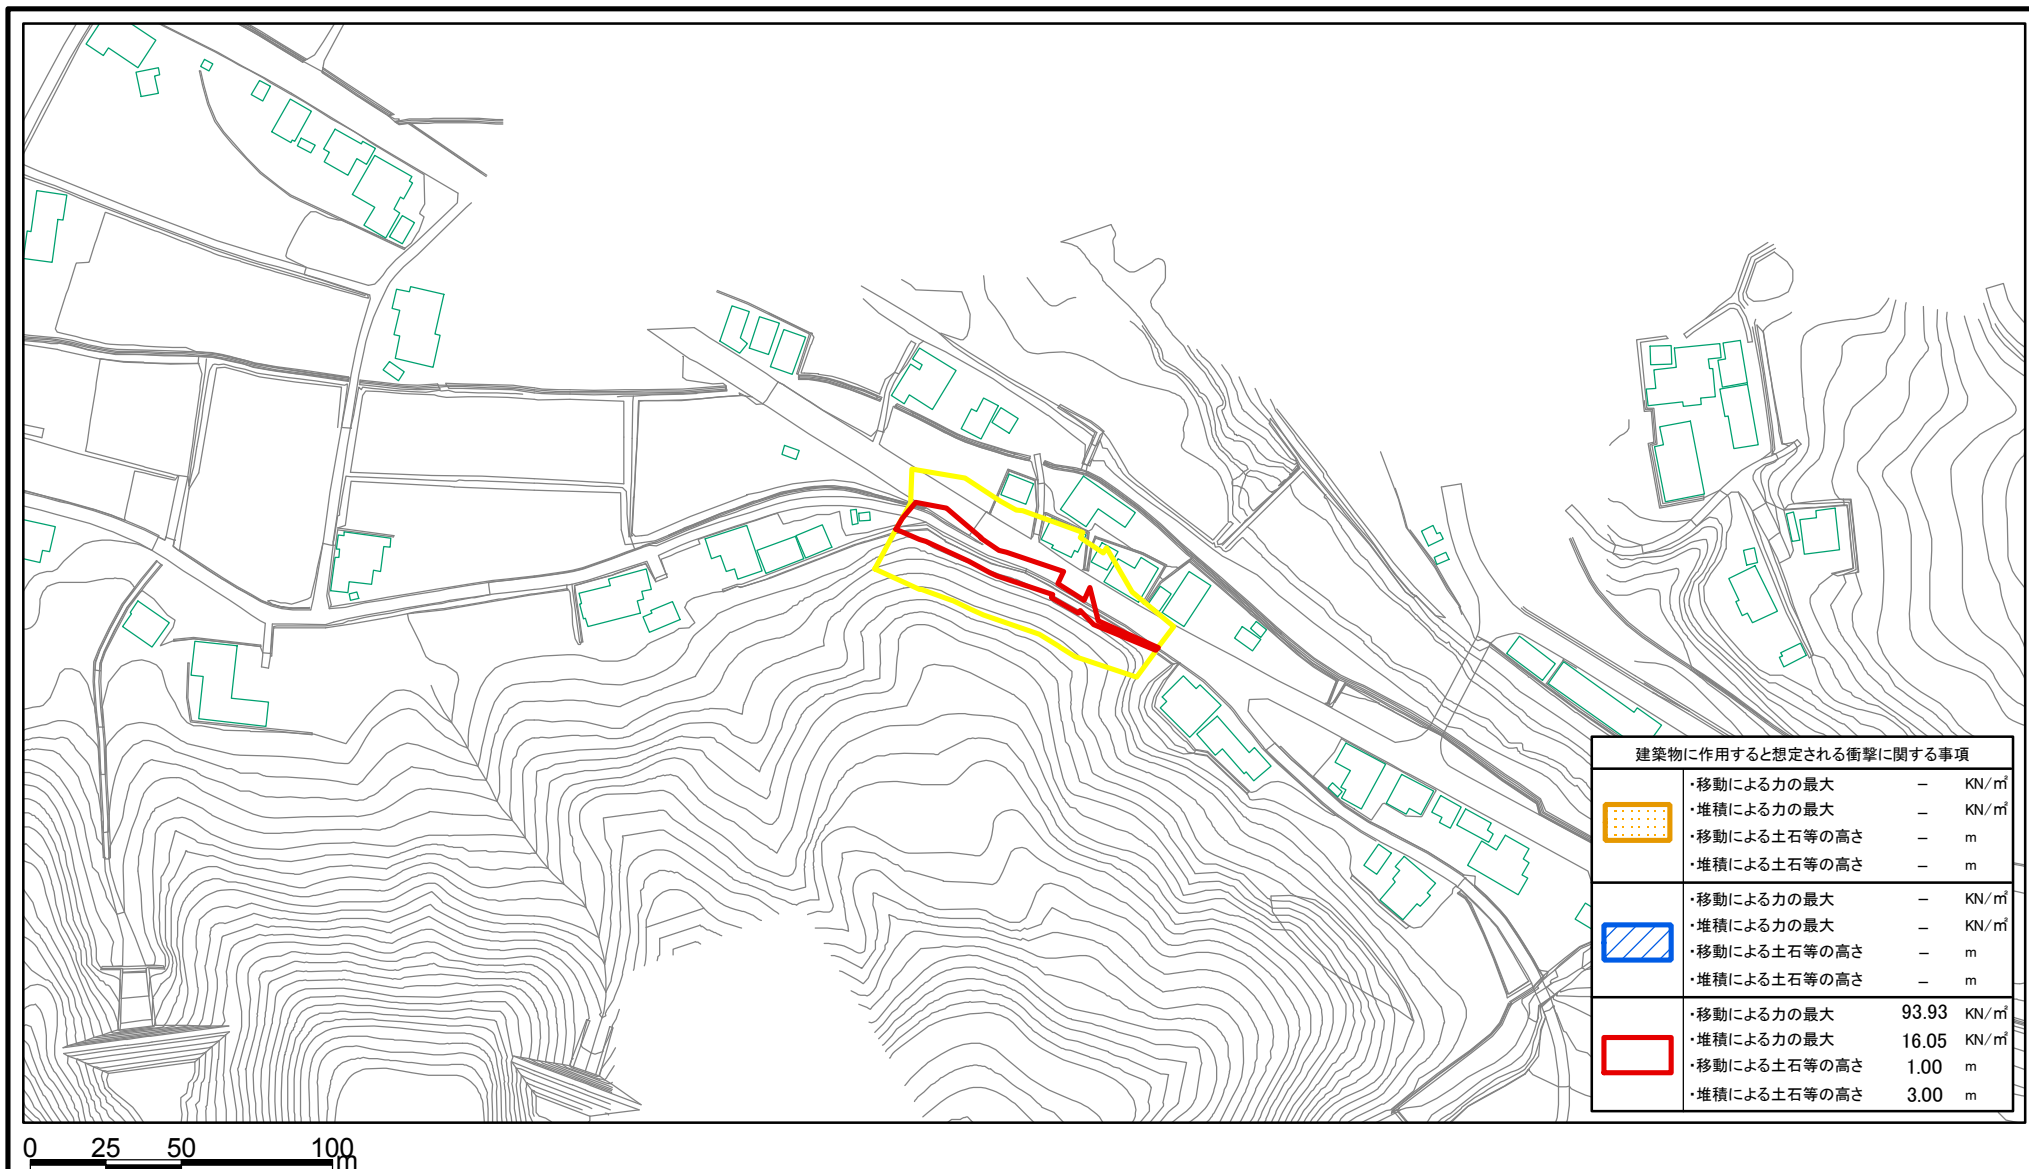 建築物に作用すると想定される衝撃に関する事項
・移動による力の最大 － KN/㎡
・堆積による力の最大 － KN/㎡
・移動による土石等の高さ － m
・堆積による土石等の高さ － m
・移動による力の最大 － KN/㎡
・堆積による力の最大 － KN/㎡
・移動による土石等の高さ － m
・堆積による土石等の高さ － m
・移動による力の最大 93.93 KN/㎡
・堆積による力の最大 16.05 KN/㎡
・移動による土石等の高さ 1.00 m
・堆積による土石等の高さ 3.00 m
0 25 50 100
m